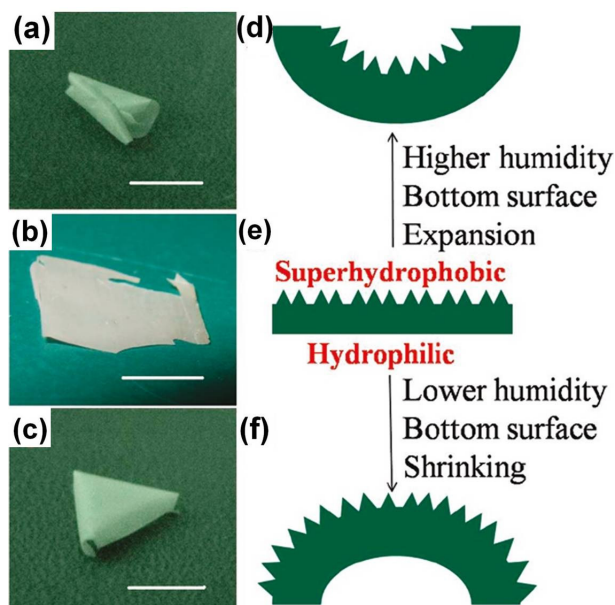 (a)
(d)
Higher humidity
Bottom surface
Expansion
(b)
(e)
Superhydrophobic
Hydrophilic
Lower humidity
Bottom surface
Shrinking
(c)
(f)